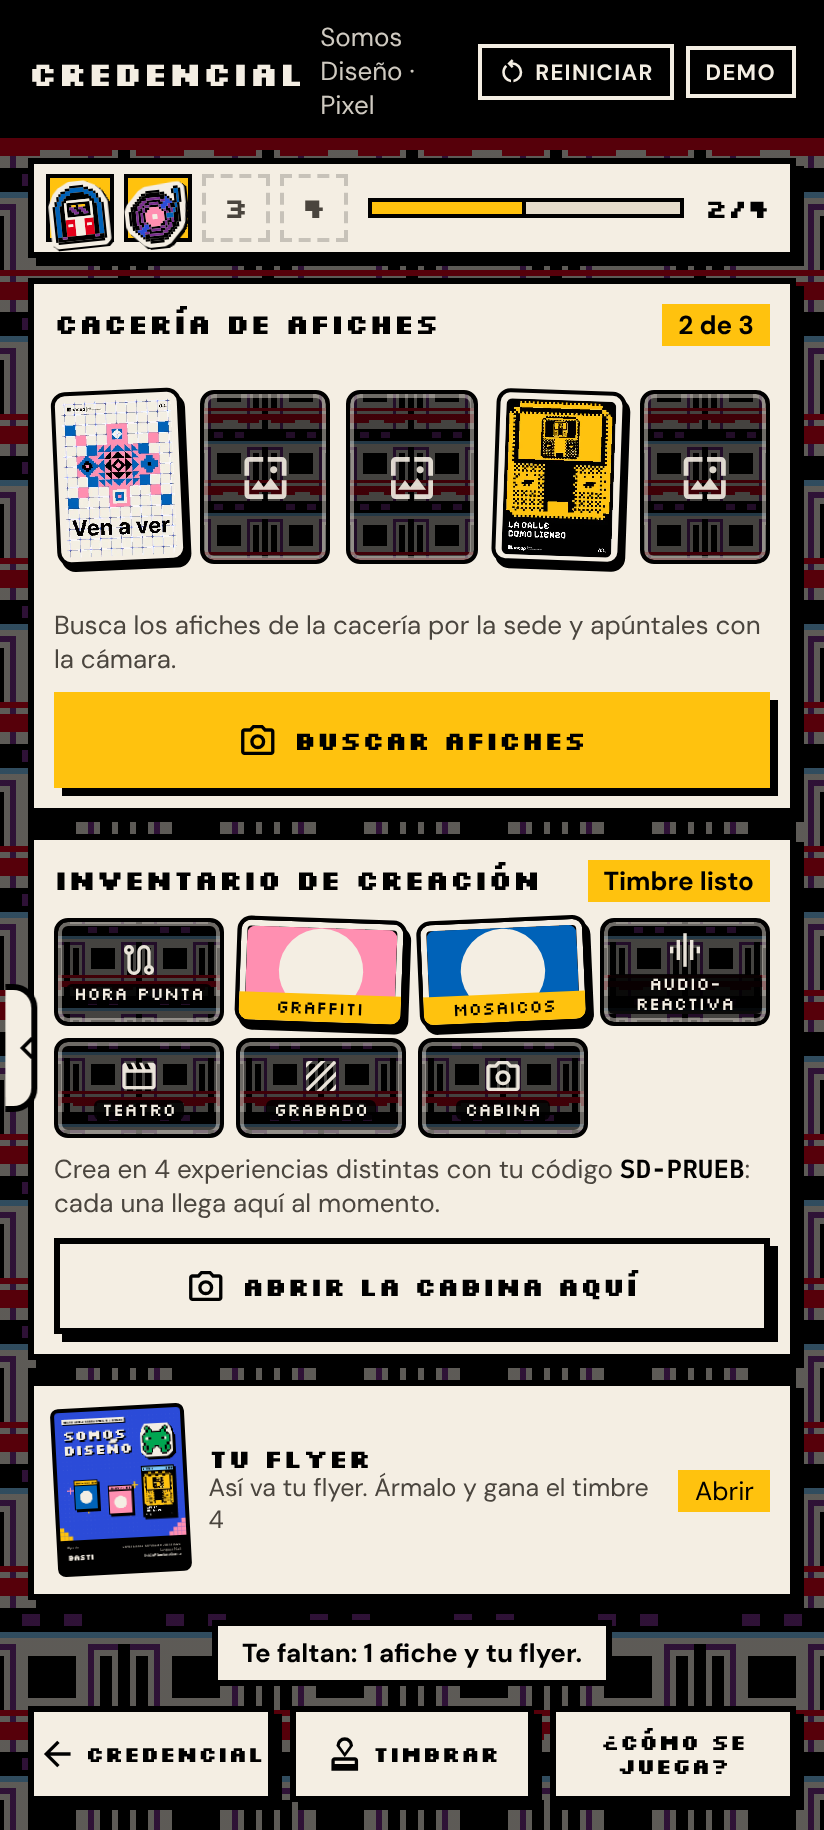 CREDENCIAL
Somos
Diseño ·
Pixel
REINICIAR
DEMO
3
4
2/4
CACERÍA DE AFICHES
2 de 3
Ven a ver
LA CALLE
COMO LIENZO
Busca los afiches de la cacería por la sede y apúntales con
la cámara.
BUSCAR AFICHES
INVENTARIO DE CREACIÓN
Timbre listo
HORA PUNTA
GRAFFITI
MOSAICOS
AUDIO-
REACTIVA
TEATRO
GRABADO
CABINA
Crea en 4 experiencias distintas con tu código SD-PRUEB:
cada una llega aquí al momento.
ABRIR LA CABINA AQUÍ
SOMOS
DISEÑO
BASTI
TU FLYER
Así va tu flyer. Ármalo y gana el timbre
4
Abrir
Te faltan: 1 afiche y tu flyer.
CREDENCIAL
TIMBRAR
¿CÓMO SE
JUEGA?